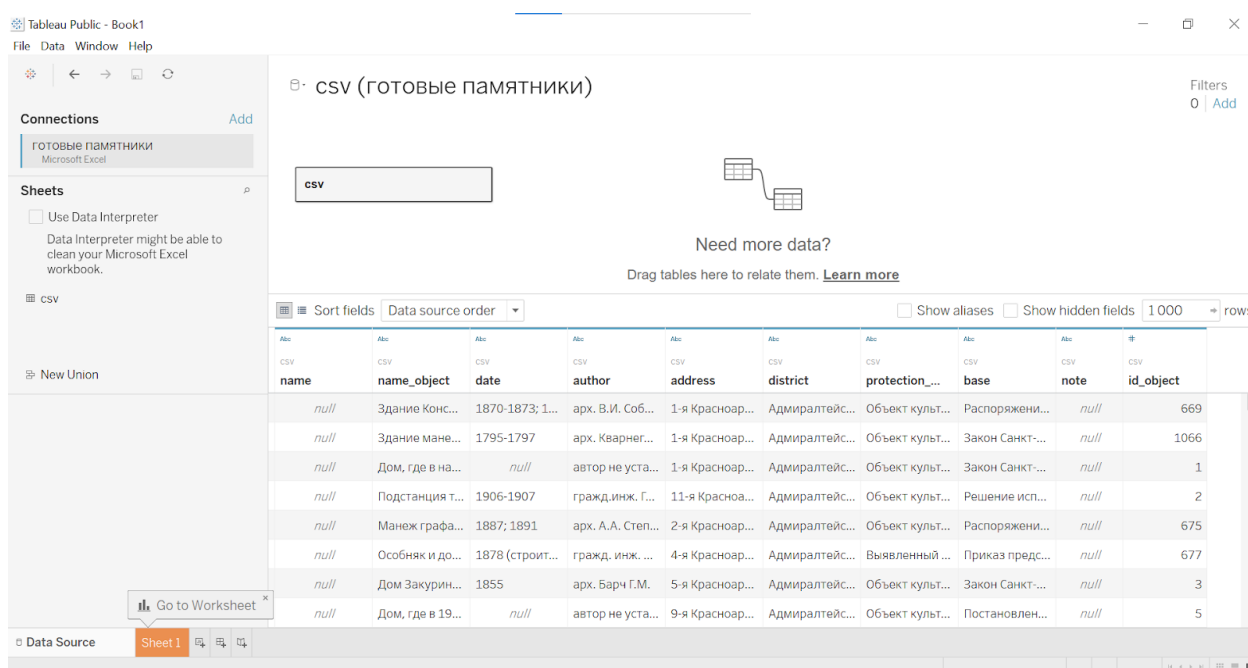 Tableau Public - Book1
File Data Window Help
csv (готовые памятники)
Filters
0 Add
Connections Add
готовые памятники
Microsoft Excel
Sheets
Use Data Interpreter
Data Interpreter might be able to
clean your Microsoft Excel
workbook.
csv
New Union
csv
Need more data?
Drag tables here to relate them. Learn more
Sort fields Data source order Show aliases Show hidden fields 1 000 rows
Abc Abc Abc Abc Abc Abc Abc Abc Abc #
csv csv csv csv csv csv csv csv csv csv
name name_object date author address district protection_... base note id_object
null Здание Конс... 1870-1873; 1... арх. В.И. Соб... 1-я Красноар... Адмиралтейс... Объект культ... Распоряжени... null 669
null Здание мане... 1795-1797 арх. Кварнег... 1-я Красноар... Адмиралтейс... Объект культ... Закон Санкт-... null 1066
null Дом, где в на... null автор не уста... 1-я Красноар... Адмиралтейс... Объект культ... Закон Санкт-... null 1
null Подстанция т... 1906-1907 гражд.инж. Г... 11-я Красноа... Адмиралтейс... Объект культ... Решение исп... null 2
null Манеж графа... 1887; 1891 арх. А.А. Степ... 2-я Красноар... Адмиралтейс... Объект культ... Распоряжени... null 675
null Особняк и до... 1878 (строит... гражд. инж. ... 4-я Красноар... Адмиралтейс... Выявленный ... Приказ предс... null 677
null Дом Закурин... 1855 арх. Барч Г.М. 5-я Красноар... Адмиралтейс... Объект культ... Закон Санкт-... null 3
null Дом, где в 19... null автор не уста... 9-я Красноар... Адмиралтейс... Объект культ... Постановлен... null 5
Go to Worksheet
Data Source Sheet 1